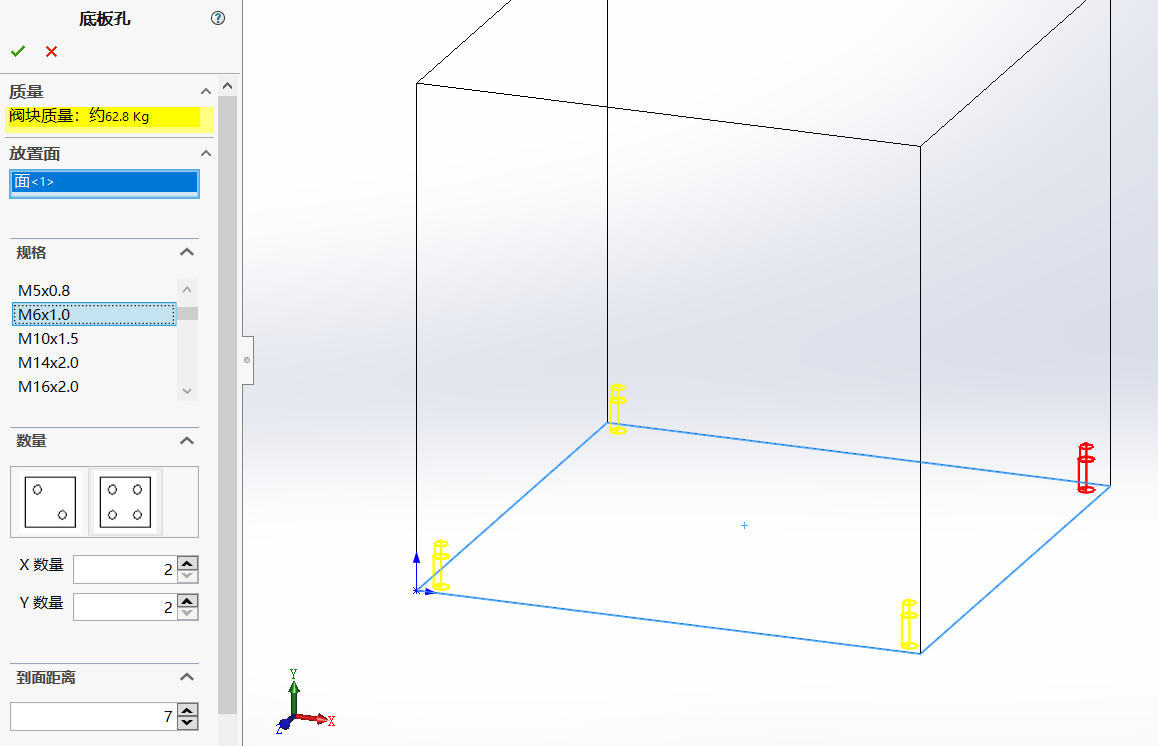 底板孔
?
质量
阀块质量：约62.8 Kg
放置面
面<1>
规格
M5x0.8
M6x1.0
M10x1.5
M14x2.0
M16x2.0
数量
X 数量
2
Y 数量
2
到面距离
7
Y
X
Z